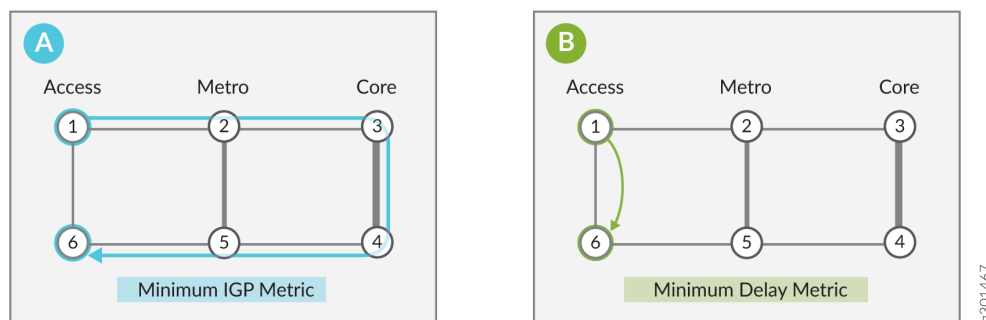 A
Access Metro Core
1 2 3
6 5 4
Minimum IGP Metric
B
Access Metro Core
1 2 3
6 5 4
Minimum Delay Metric